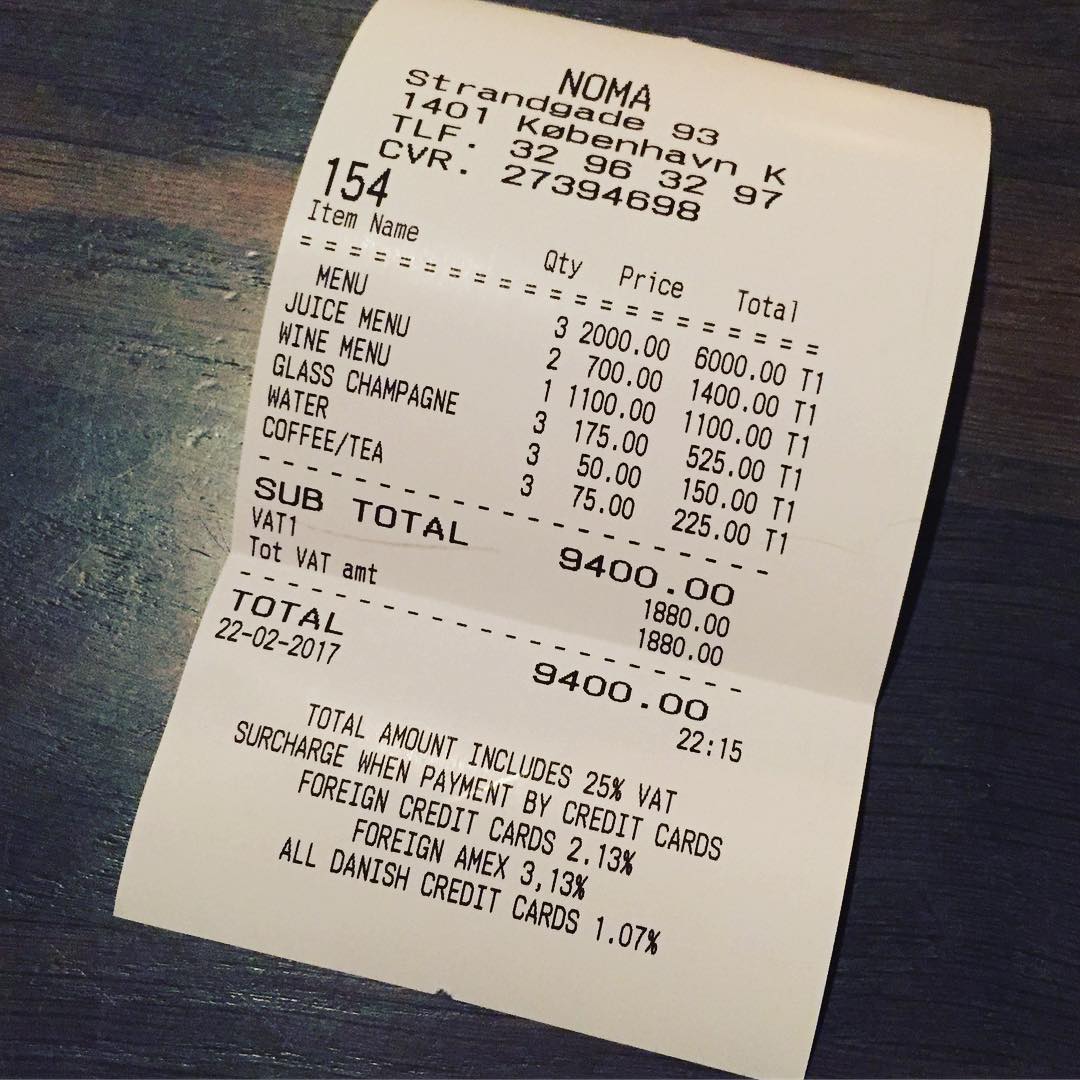 NOMA
Strandgade 93
1401 København K
TLF. 32 96 32 97
CVR. 27394698
154
Item Name Qty Price Total
= = = = = = = = = = = = = = = = = = = = =
MENU 3 2000.00 6000.00 T1
JUICE MENU 2 700.00 1400.00 T1
WINE MENU 1 1100.00 1100.00 T1
GLASS CHAMPAGNE 3 175.00 525.00 T1
WATER 3 50.00 150.00 T1
COFFEE/TEA 3 75.00 225.00 T1
- - - - - - - - - - - - - - - - - - - - -
SUB TOTAL 9400.00
VAT1 1880.00
Tot VAT amt 1880.00
- - - - - - - - - - - - - - - - - - - - -
TOTAL 9400.00
22-02-2017 22:15
TOTAL AMOUNT INCLUDES 25% VAT
SURCHARGE WHEN PAYMENT BY CREDIT CARDS
FOREIGN CREDIT CARDS 2.13%
FOREIGN AMEX 3,13%
ALL DANISH CREDIT CARDS 1.07%